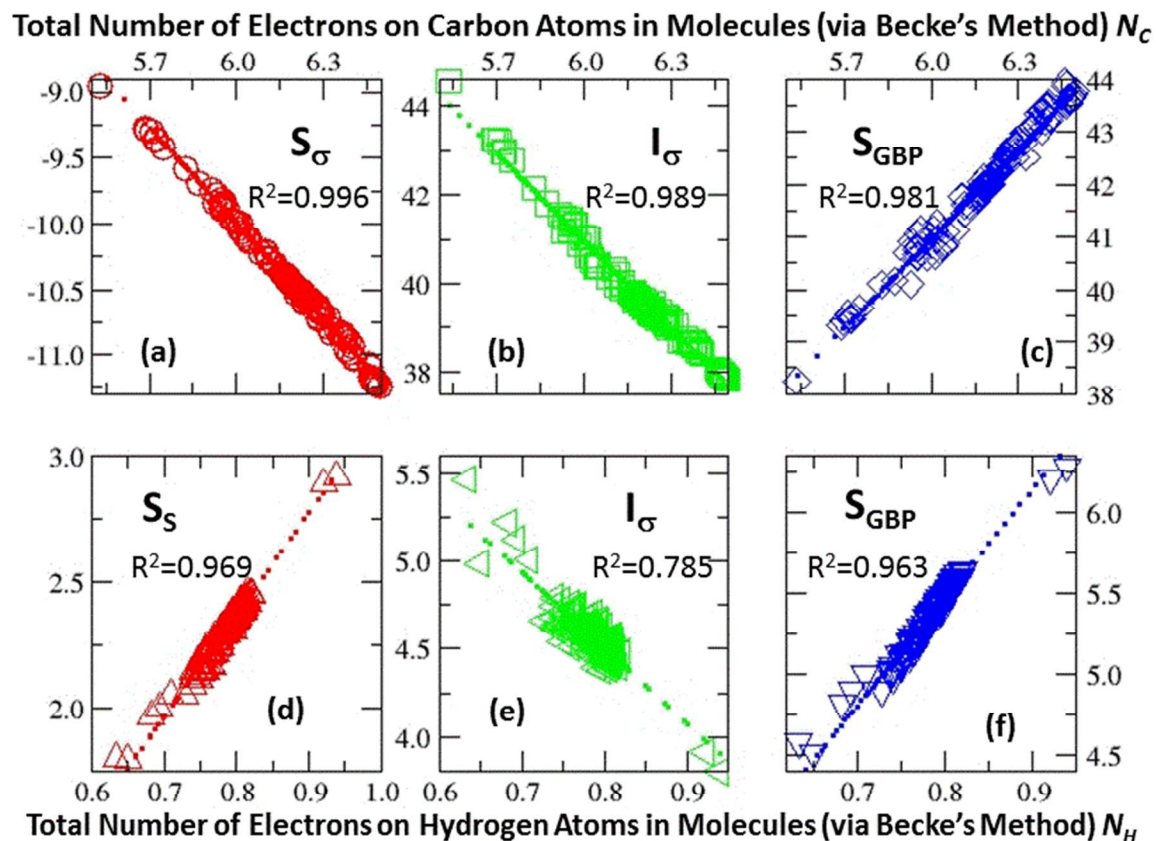 Total Number of Electrons on Carbon Atoms in Molecules (via Becke's Method) N_C
5.7 6.0 6.3 5.7 6.0 6.3 5.7 6.0 6.3
-9.0
-9.5
-10.0
-10.5
-11.0
S_σ
R²=0.996
(a)
44
42
40
38
I_σ
R²=0.989
(b)
S_GBP
R²=0.981
(c)
44
43
42
41
40
39
38
3.0
2.5
2.0
S_S
R²=0.969
(d)
5.5
5.0
4.5
4.0
I_σ
R²=0.785
(e)
S_GBP
R²=0.963
(f)
6.0
5.5
5.0
4.5
0.6 0.7 0.8 0.9 1.0 0.7 0.8 0.9 0.7 0.8 0.9
Total Number of Electrons on Hydrogen Atoms in Molecules (via Becke's Method) N_H